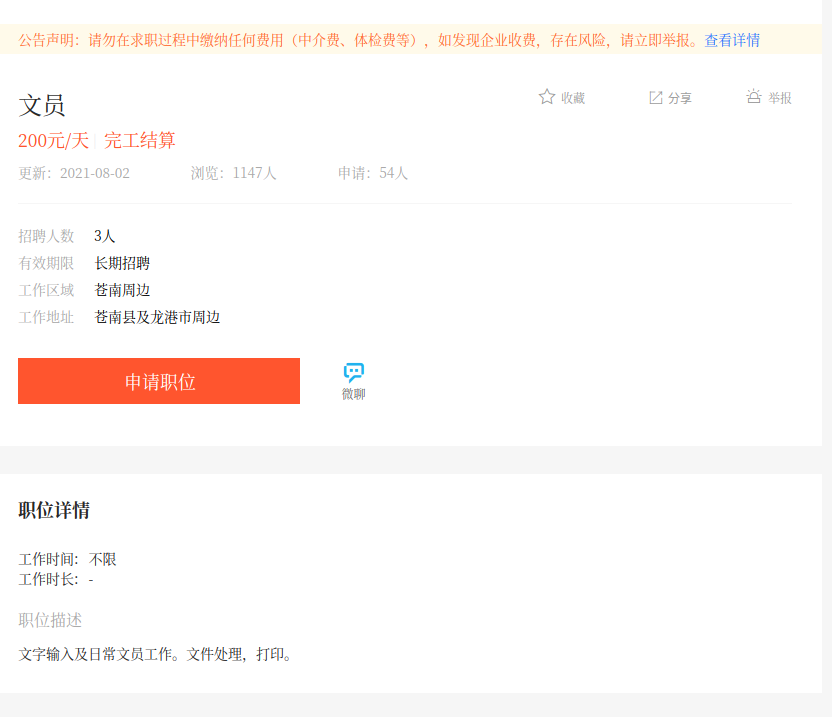 公告声明：请勿在求职过程中缴纳任何费用（中介费、体检费等），如发现企业收费，存在风险，请立即举报。查看详情
文员
收藏 分享 举报
200元/天 完工结算
更新：2021-08-02 浏览：1147人 申请：54人
招聘人数 3人
有效期限 长期招聘
工作区域 苍南周边
工作地址 苍南县及龙港市周边
申请职位
微聊
职位详情
工作时间：不限
工作时长：-
职位描述
文字输入及日常文员工作。文件处理，打印。